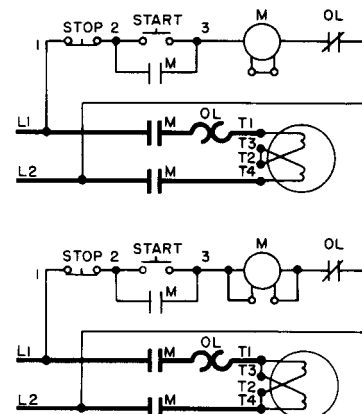 STOP START M OL
1 2 3
M
OL
L1 M T1
T3
T2
L2 M T4
STOP START M OL
1 2 3
M
OL
L1 M T1
T3
T2
L2 M T4